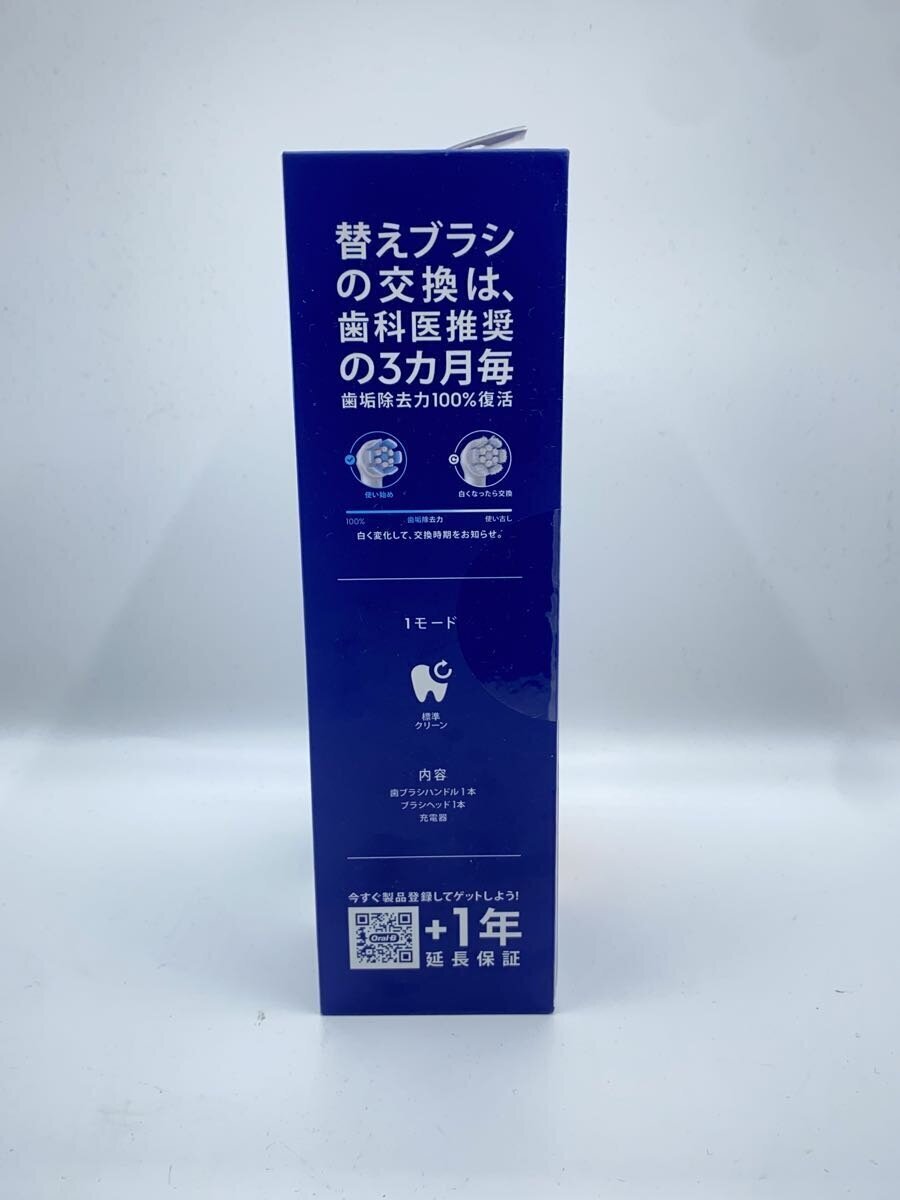 替えブラシ
の交換は、
歯科医推奨
の3カ月毎
歯垢除去力100%復活
使い始め
白くなったら交換
100%
歯垢除去力
使い古し
白く変化して、交換時期をお知らせ。
1モード
標準
クリーン
内容
歯ブラシハンドル1本
ブラシヘッド1本
充電器
今すぐ製品登録してゲットしよう!
Oral-B
+1年
延長保証